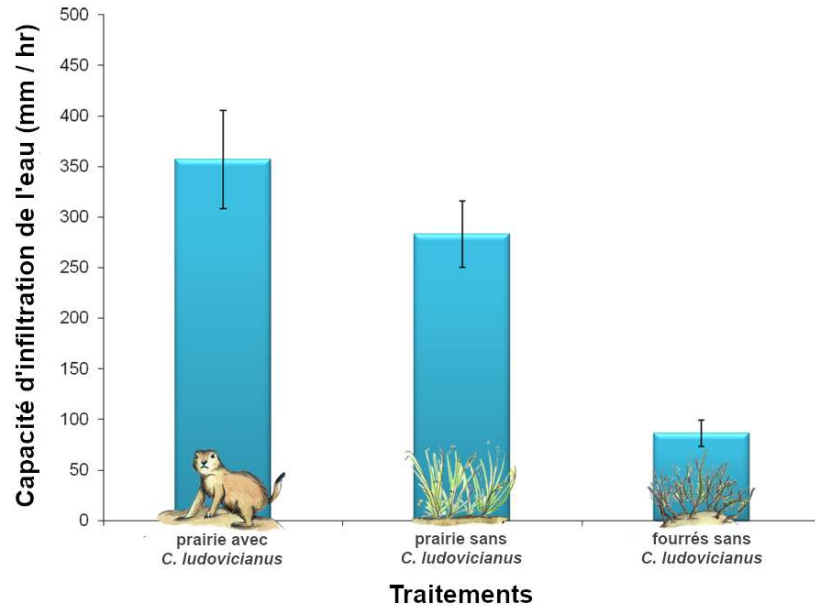 Capacité d'infiltration de l'eau (mm / hr)
500
450
400
350
300
250
200
150
100
50
0
prairie avec
C. ludovicianus
prairie sans
C. ludovicianus
fourrés sans
C. ludovicianus
Traitements